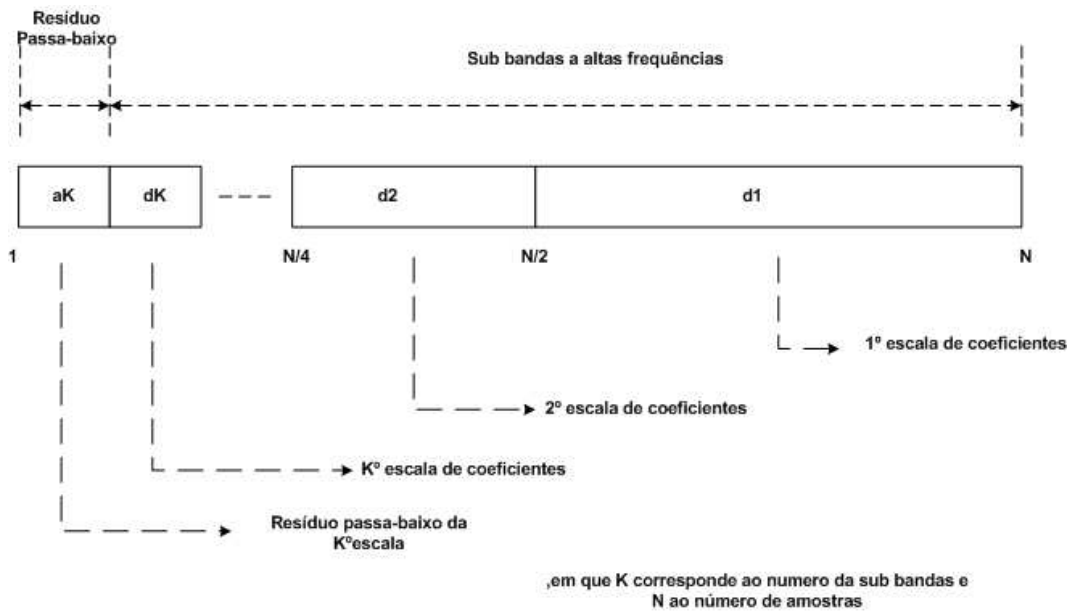 Resíduo
Passa-baixo
Sub bandas a altas frequências
aK
dK
d2
d1
1
N/4
N/2
N
1º escala de coeficientes
2º escala de coeficientes
Kº escala de coeficientes
Resíduo passa-baixo da
Kºescala
,em que K corresponde ao numero da sub bandas e
N ao número de amostras